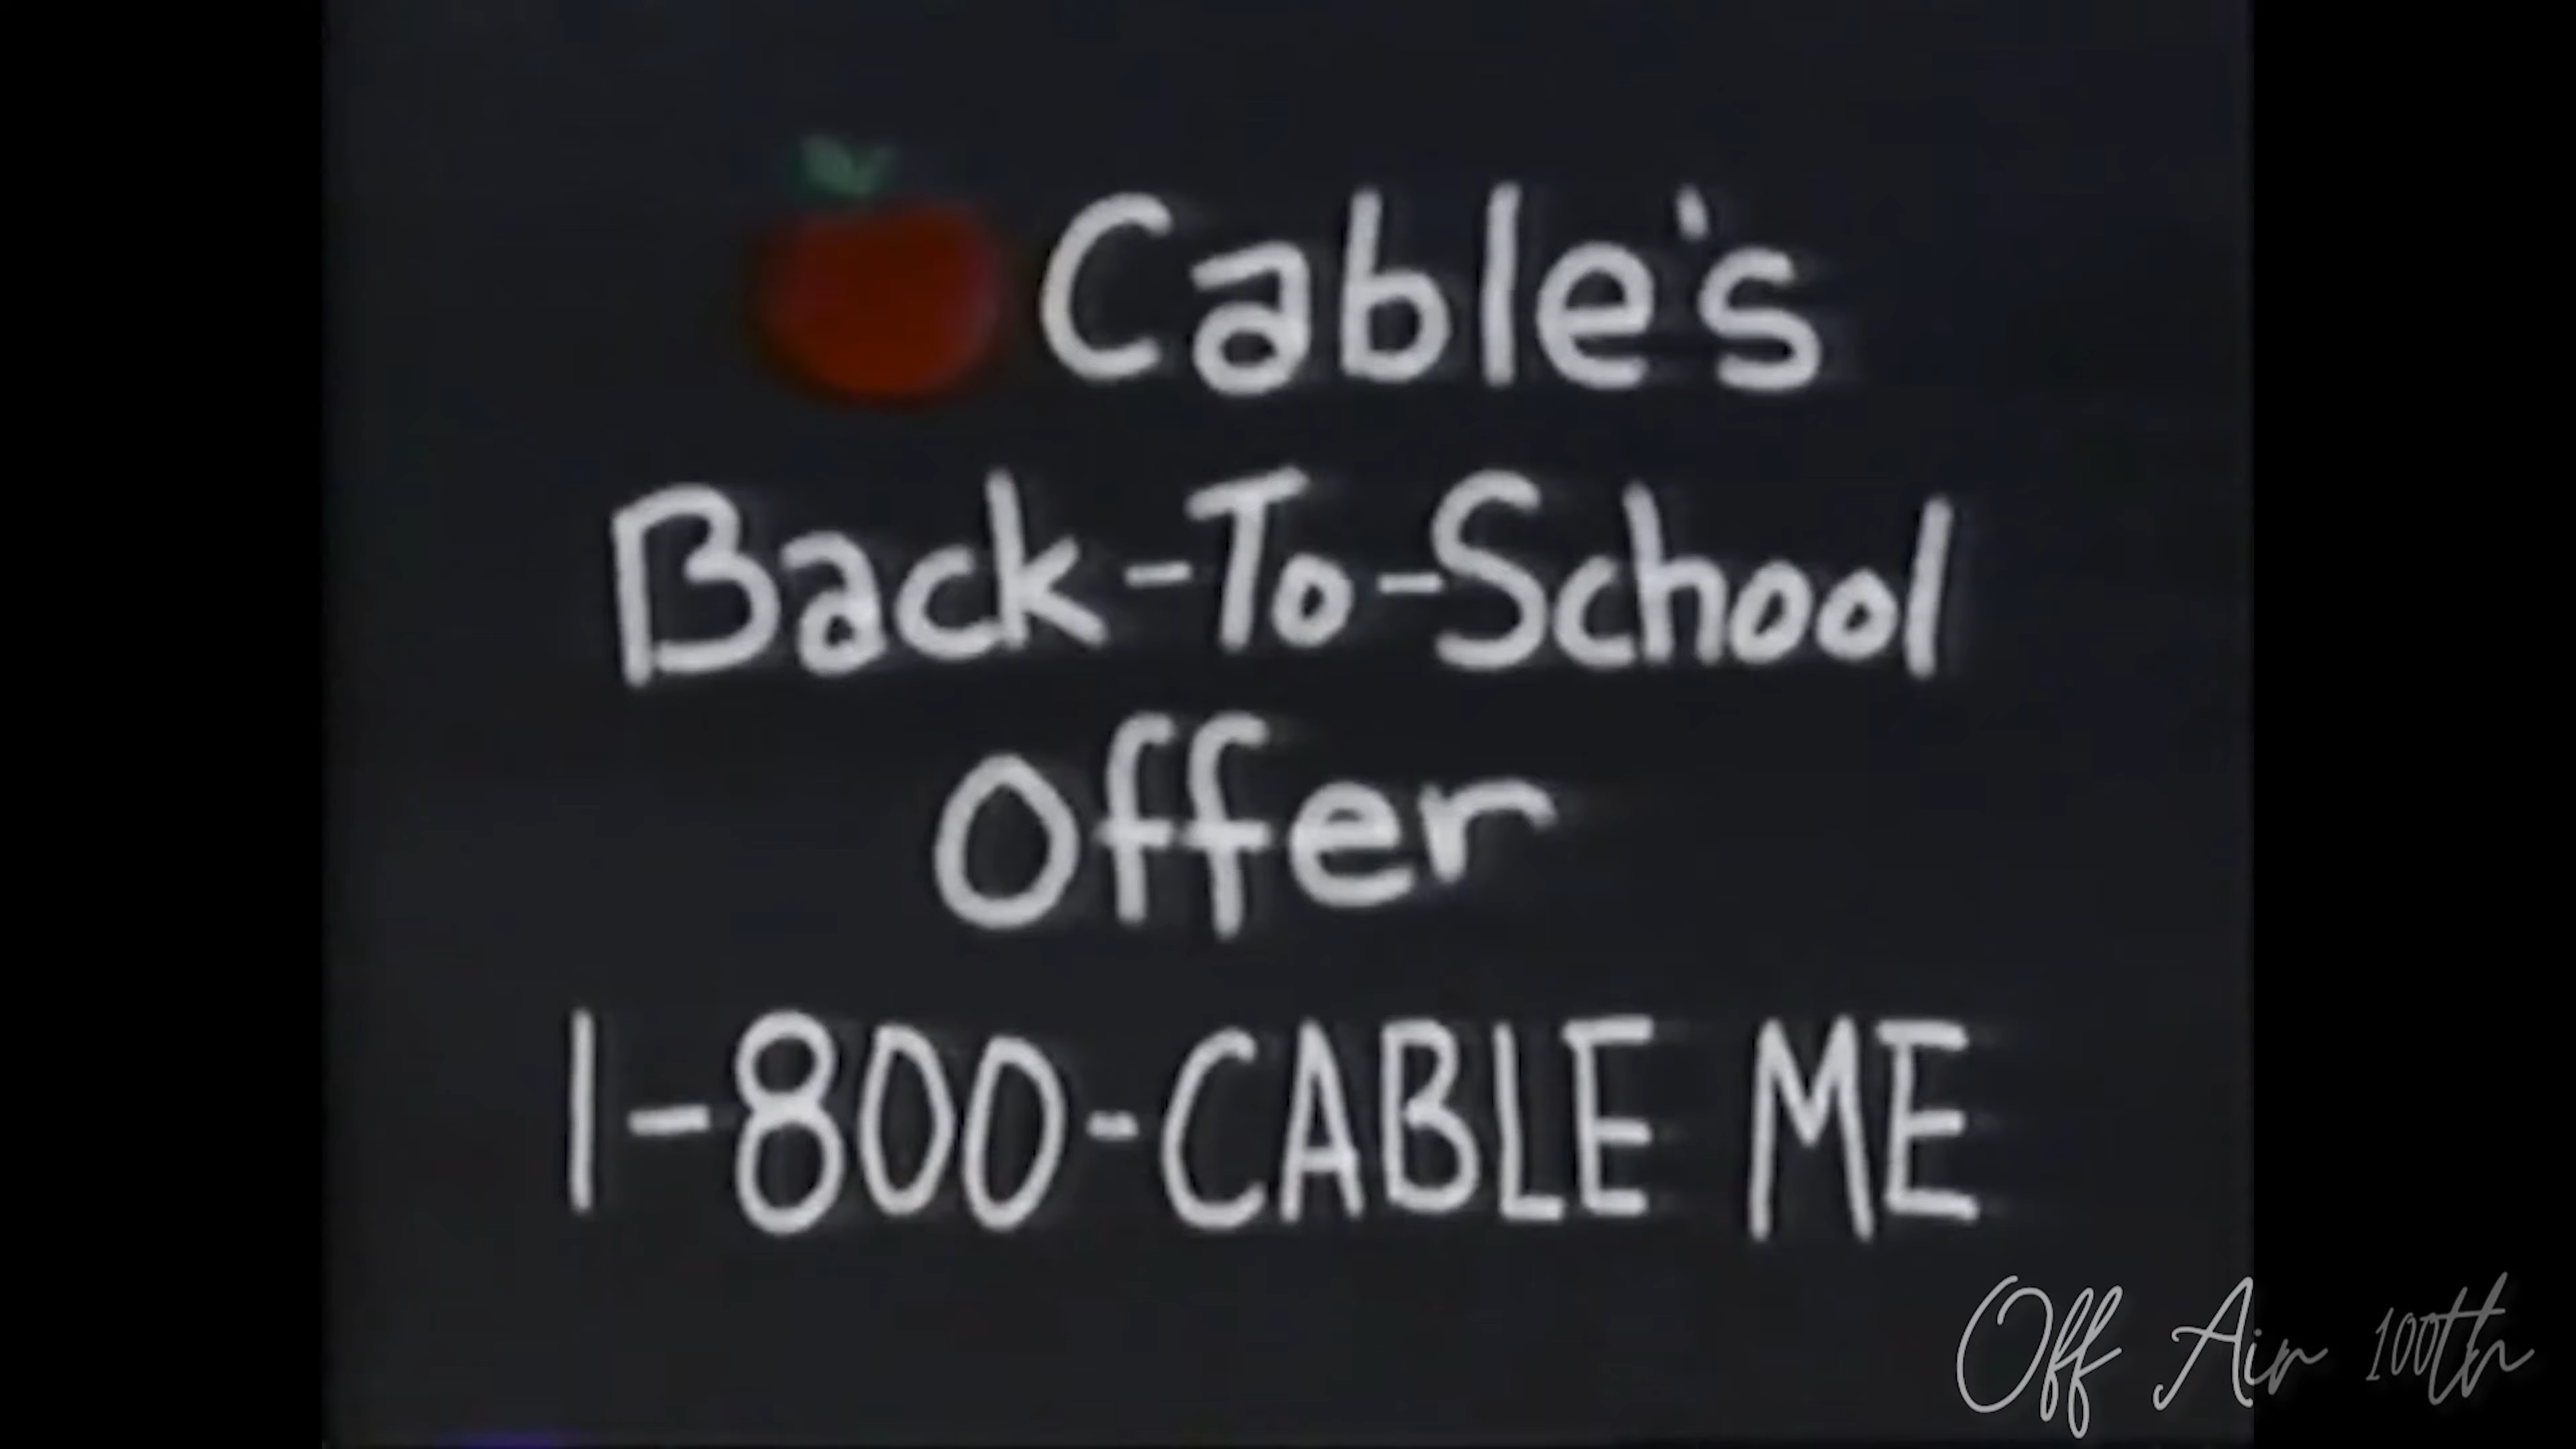 Cable's
Back-To-School
Offer
1-800-CABLE ME
Off Air 100th